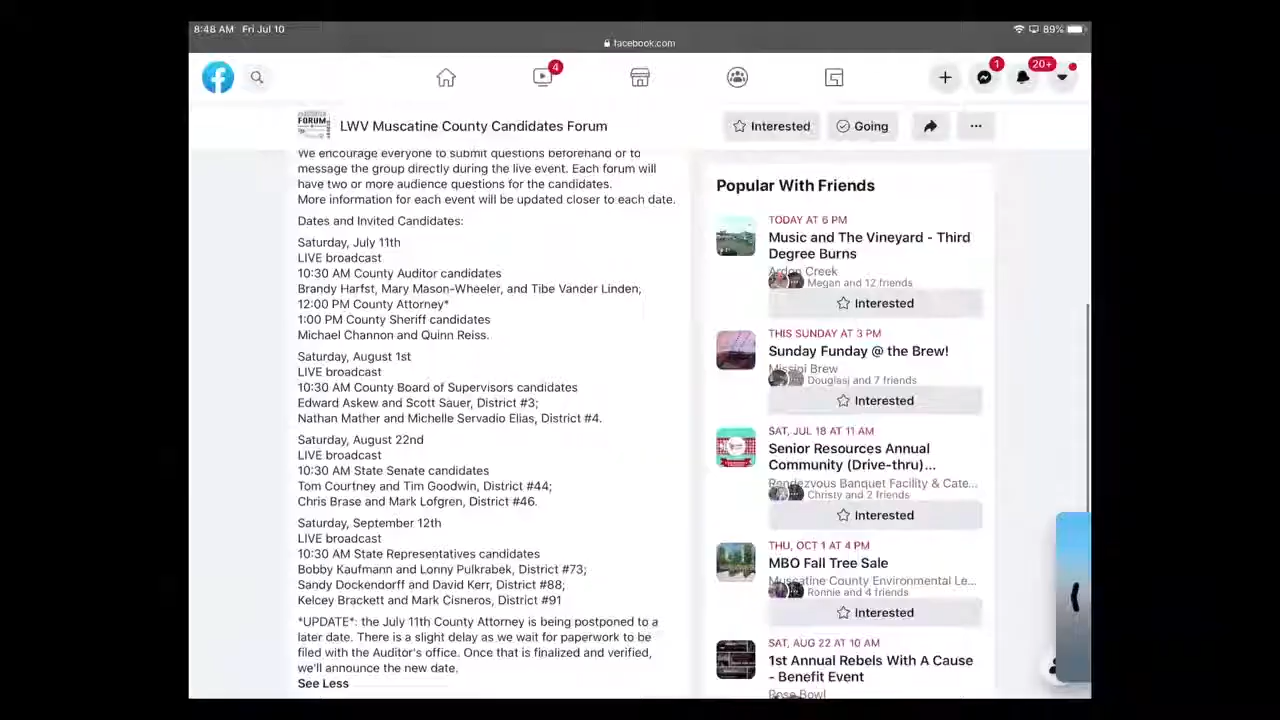 8:48 AM Fri Jul 10
89%
facebook.com
4
1
20+
FORUM
LWV Muscatine County Candidates Forum
Interested
Going
We encourage everyone to submit questions beforehand or to
message the group directly during the live event. Each forum will
have two or more audience questions for the candidates.
More information for each event will be updated closer to each date.
Dates and Invited Candidates:
Saturday, July 11th
LIVE broadcast
10:30 AM County Auditor candidates
Brandy Harfst, Mary Mason-Wheeler, and Tibe Vander Linden,
12:00 PM County Attorney*
1:00 PM County Sheriff candidates
Michael Channon and Quinn Reiss.
Saturday, August 1st
LIVE broadcast
10:30 AM County Board of Supervisors candidates
Edward Askew and Scott Sauer, District #3;
Nathan Mather and Michelle Servadio Elias, District #4.
Saturday, August 22nd
LIVE broadcast
10:30 AM State Senate candidates
Tom Courtney and Tim Goodwin, District #44;
Chris Brase and Mark Lofgren, District #46.
Saturday, September 12th
LIVE broadcast
10:30 AM State Representatives candidates
Bobby Kaufmann and Lonny Pulkrabek, District #73;
Sandy Dockendorff and David Kerr, District #88;
Kelcey Brackett and Mark Cisneros, District #91
*UPDATE*: the July 11th County Attorney is being postponed to a
later date. There is a slight delay as we wait for paperwork to be
filed with the Auditor's office. Once that is finalized and verified,
we'll announce the new date.
See Less
Popular With Friends
TODAY AT 6 PM
Music and The Vineyard - Third
Degree Burns
Ardon Creek
Megan and 12 friends
Interested
THIS SUNDAY AT 3 PM
Sunday Funday @ the Brew!
Missipi Brew
Douglasj and 7 friends
Interested
SAT, JUL 18 AT 11 AM
Senior Resources Annual
Community (Drive-thru)...
Rendezvous Banquet Facility & Cate...
Christy and 2 friends
Interested
THU, OCT 1 AT 4 PM
MBO Fall Tree Sale
Muscatine County Environmental Le...
Ronnie and 4 friends
Interested
SAT, AUG 22 AT 10 AM
1st Annual Rebels With A Cause
- Benefit Event
Rose Bowl